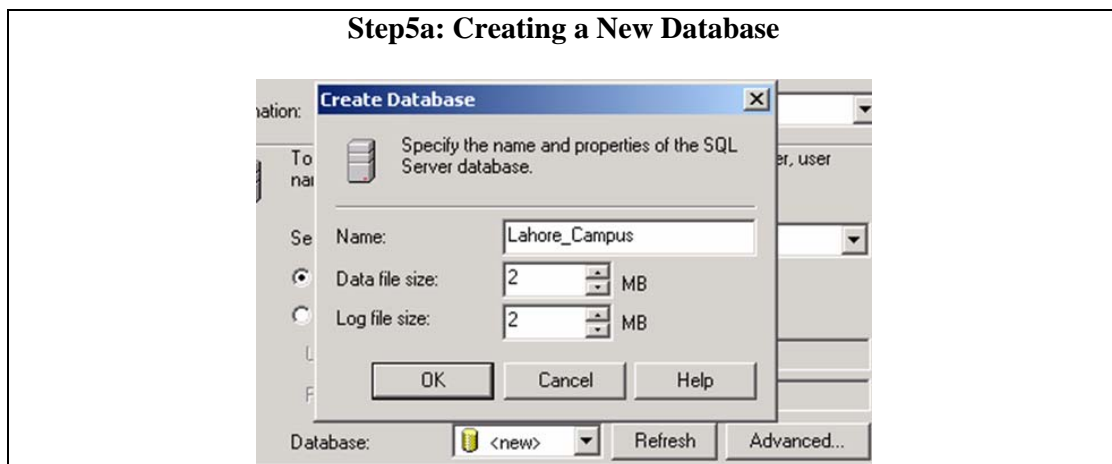 Step5a: Creating a New Database
Create Database
Specify the name and properties of the SQL
Server database.
Name: Lahore_Campus
Data file size: 2 MB
Log file size: 2 MB
OK Cancel Help
To
er, user
Database: <new> Refresh Advanced...